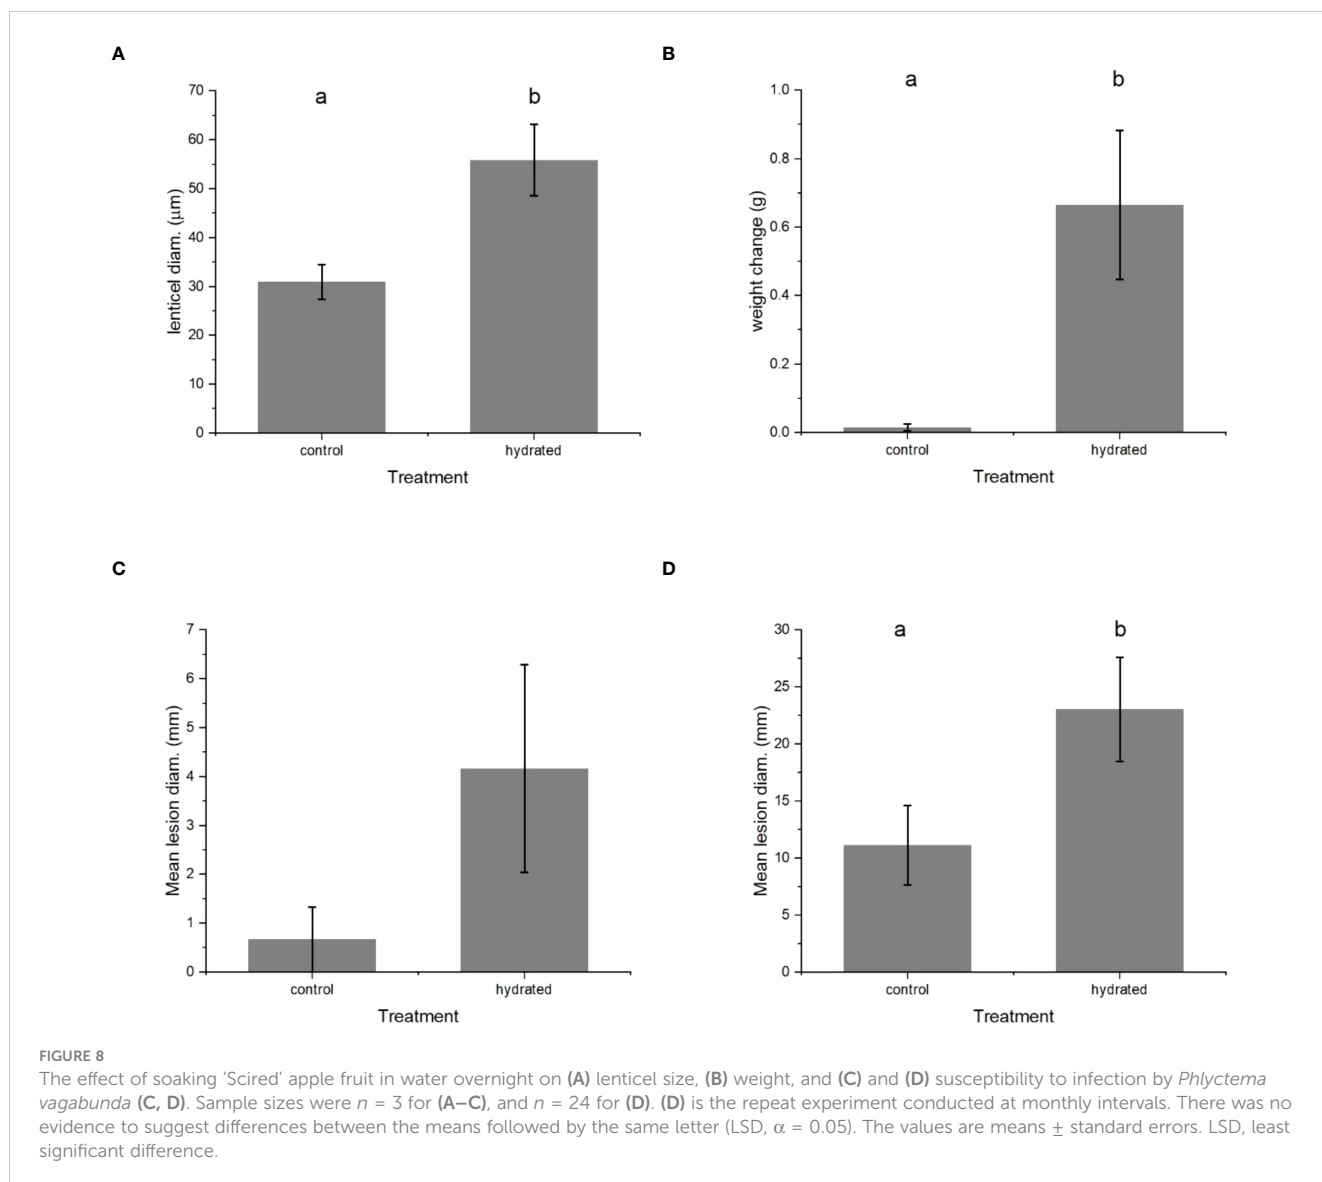 A
B
a
b
70
60
50
40
30
20
10
0
lenticel diam. (μm)
control
hydrated
Treatment
a
b
1.0
0.8
0.6
0.4
0.2
0.0
weight change (g)
control
hydrated
Treatment
C
D
7
6
5
4
3
2
1
0
Mean lesion diam. (mm)
control
hydrated
Treatment
a
b
30
25
20
15
10
5
0
Mean lesion diam. (mm)
control
hydrated
Treatment
FIGURE 8
The effect of soaking ‘Scired’ apple fruit in water overnight on (A) lenticel size, (B) weight, and (C) and (D) susceptibility to infection by Phlyctema
vagabunda (C, D). Sample sizes were n = 3 for (A–C), and n = 24 for (D). (D) is the repeat experiment conducted at monthly intervals. There was no
evidence to suggest differences between the means followed by the same letter (LSD, α = 0.05). The values are means ± standard errors. LSD, least
significant difference.